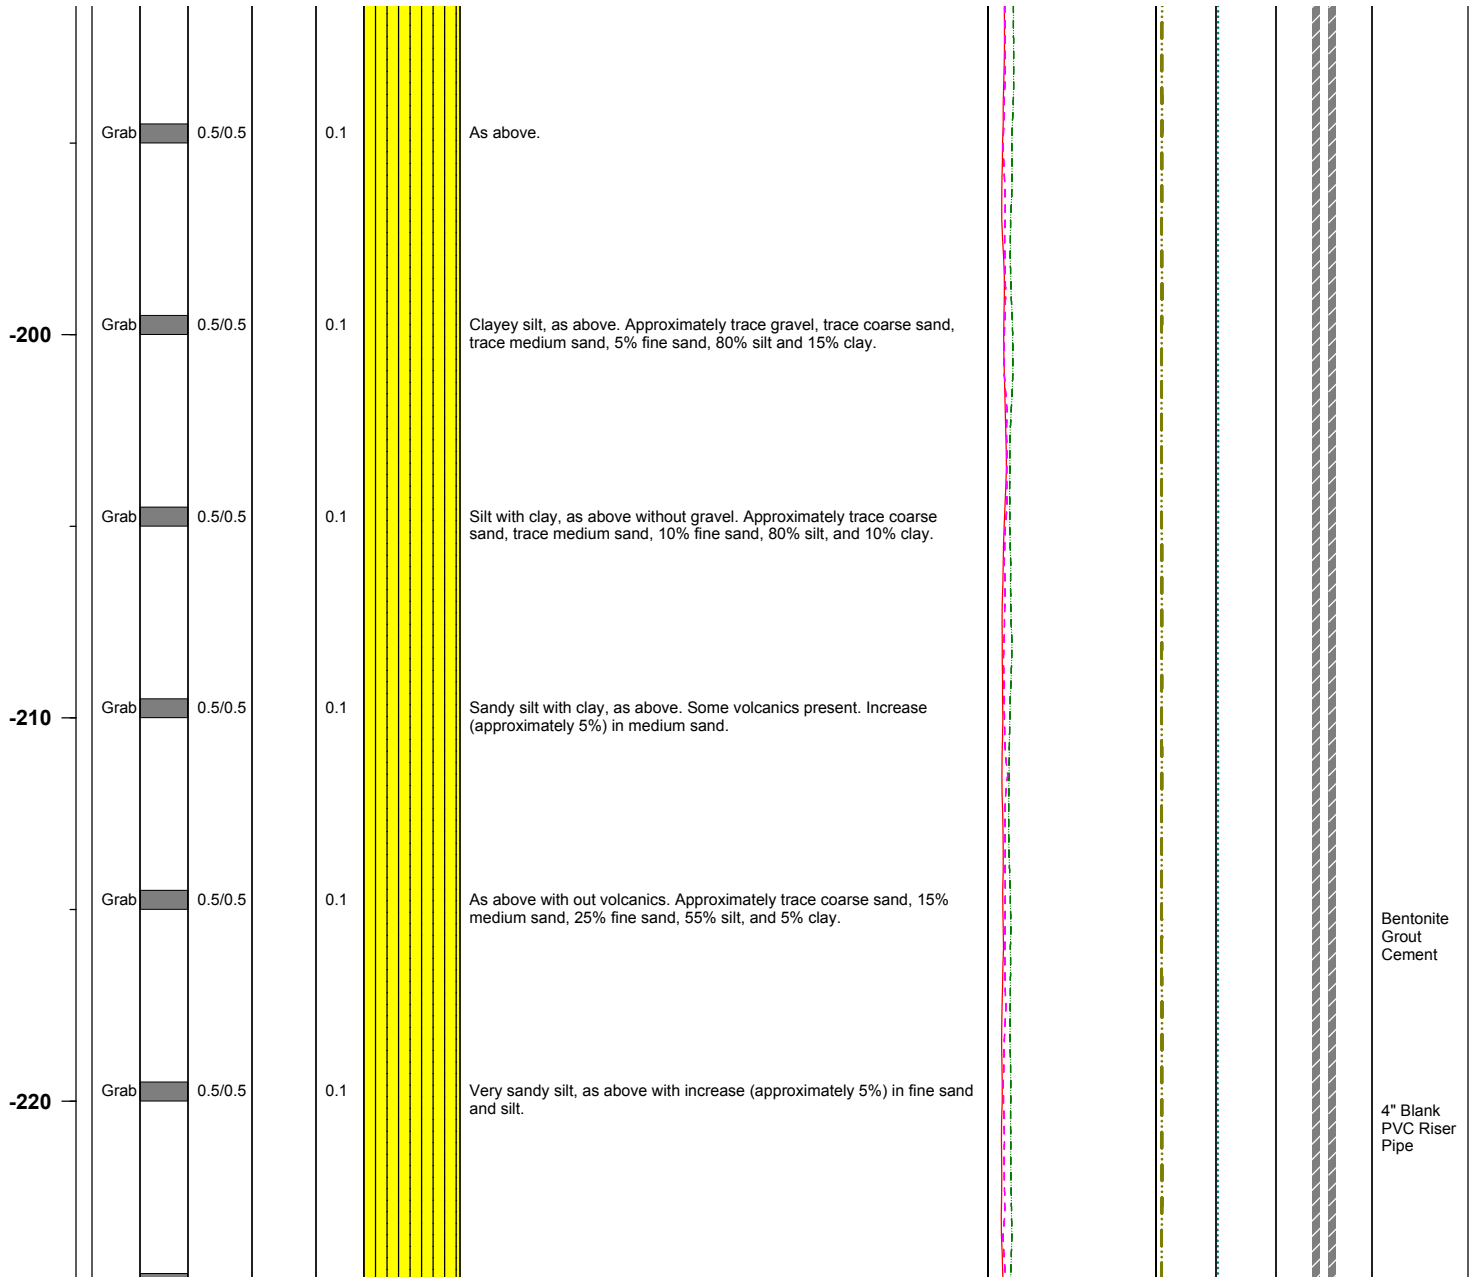 Grab 0.5/0.5 0.1 As above.
-200 Grab 0.5/0.5 0.1 Clayey silt, as above. Approximately trace gravel, trace coarse sand,
trace medium sand, 5% fine sand, 80% silt and 15% clay.
Grab 0.5/0.5 0.1 Silt with clay, as above without gravel. Approximately trace coarse
sand, trace medium sand, 10% fine sand, 80% silt, and 10% clay.
-210 Grab 0.5/0.5 0.1 Sandy silt with clay, as above. Some volcanics present. Increase
(approximately 5%) in medium sand.
Grab 0.5/0.5 0.1 As above with out volcanics. Approximately trace coarse sand, 15%
medium sand, 25% fine sand, 55% silt, and 5% clay.
Bentonite
Grout
Cement
-220 Grab 0.5/0.5 0.1 Very sandy silt, as above with increase (approximately 5%) in fine sand
and silt.
4" Blank
PVC Riser
Pipe